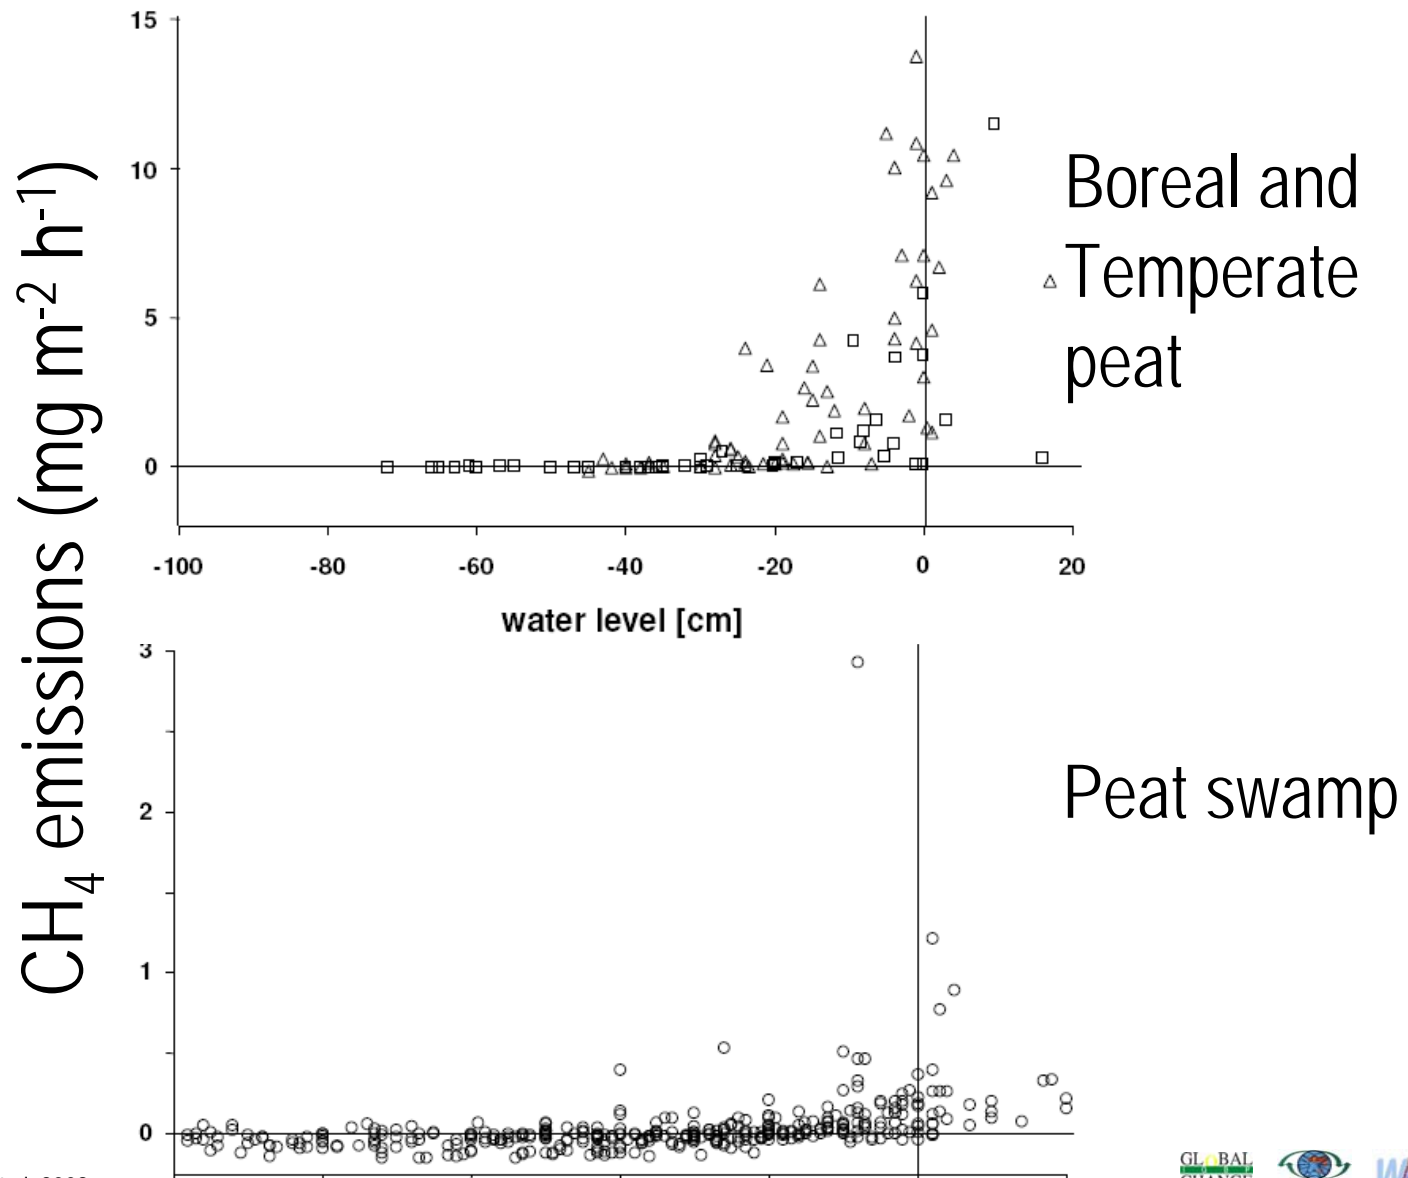 CH4 emissions (mg m-2 h-1)
15
10
5
0
-100 -80 -60 -40 -20 0 20
water level [cm]
Boreal and
Temperate
peat
3
2
1
0
Peat swamp
GLOBAL